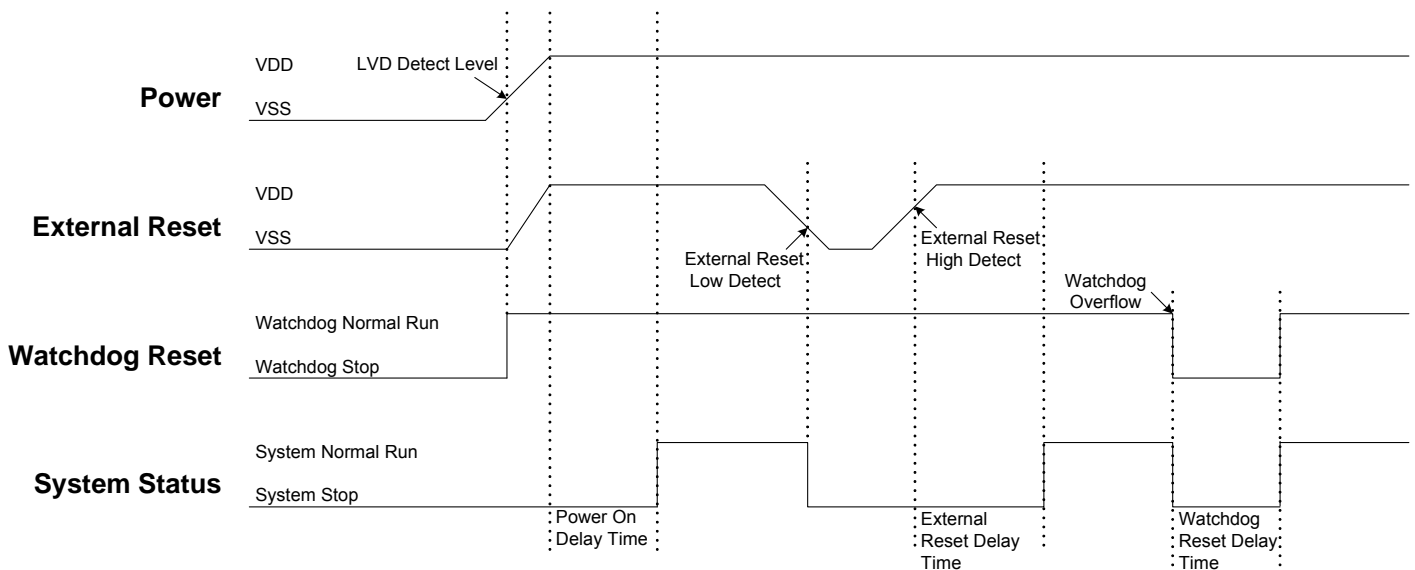 VDD
LVD Detect Level
Power
VSS
VDD
External Reset
VSS
External Reset
Low Detect
External Reset
High Detect
Watchdog
Overflow
Watchdog Normal Run
Watchdog Reset
Watchdog Stop
System Normal Run
System Status
System Stop
Power On
Delay Time
External
Reset Delay
Time
Watchdog
Reset Delay
Time